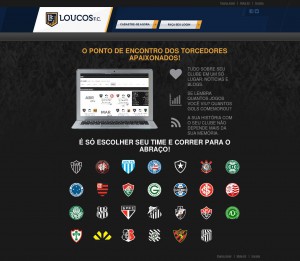 LOUCOS F.C.
CADASTRE-SE AGORA
FAÇA SEU LOGIN
O PONTO DE ENCONTRO DOS TORCEDORES
APAIXONADOS!
TUDO SOBRE SEU
CLUBE EM UM SÓ
LUGAR, NOTÍCIAS E
BLOGS
SE LEMBRA
QUANTOS JOGOS
VOCÊ VIU? QUANTOS
GOLS COMEMOROU?
A SUA HISTÓRIA COM
O SEU CLUBE NÃO
DEPENDE MAIS DA
SUA MEMÓRIA
É SÓ ESCOLHER SEU TIME E CORRER PARA O
ABRAÇO!